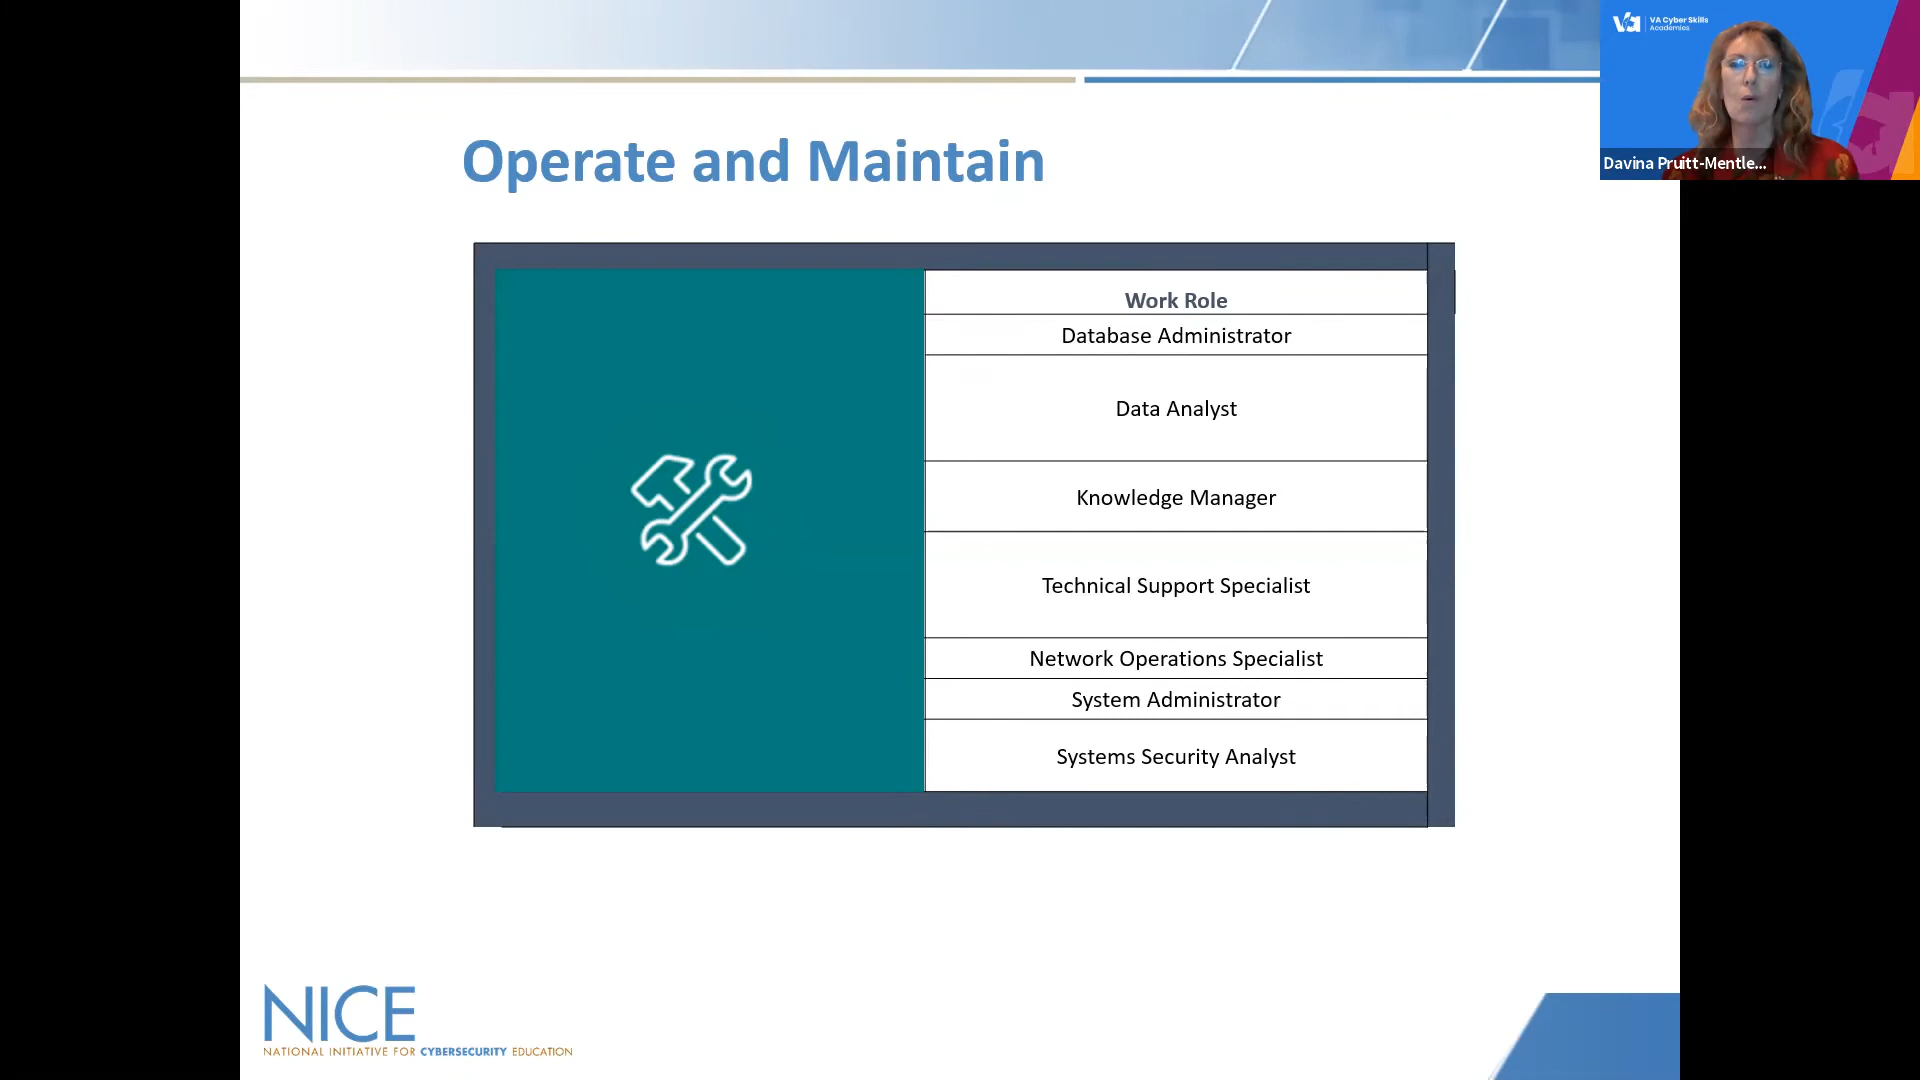 VA Cyber Skills
Academies
Davina Pruitt-Mentle...
Operate and Maintain
Work Role
Database Administrator
Data Analyst
Knowledge Manager
Technical Support Specialist
Network Operations Specialist
System Administrator
Systems Security Analyst
NICE
NATIONAL INITIATIVE FOR CYBERSECURITY EDUCATION